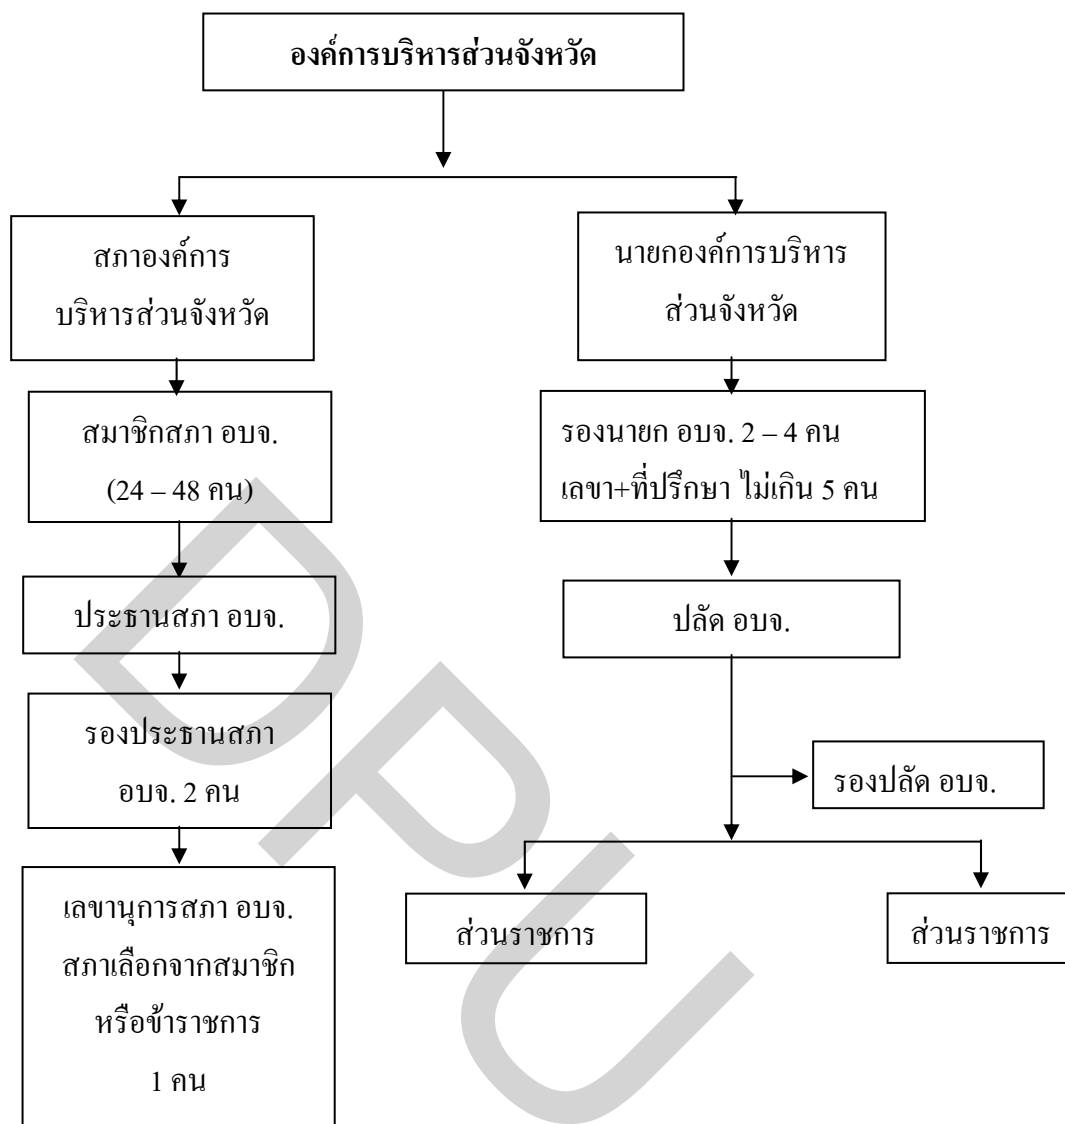 องค์การบริหารส่วนจังหวัด
สภาองค์การ
บริหารส่วนจังหวัด
นายกองค์การบริหาร
ส่วนจังหวัด
สมาชิกสภา อบจ.
(24 – 48 คน)
รองนายก อบจ. 2 – 4 คน
เลขา+ที่ปรึกษา ไม่เกิน 5 คน
ประธานสภา อบจ.
ปลัด อบจ.
รองประธานสภา
อบจ. 2 คน
รองปลัด อบจ.
เลขานุการสภา อบจ.
สภาเลือกจากสมาชิก
หรือข้าราชการ
1 คน
ส่วนราชการ
ส่วนราชการ
DPU